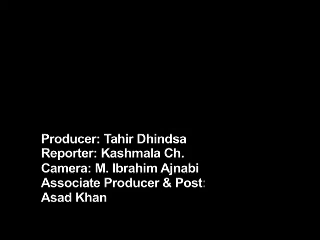 Producer: Tahir Dhindsa
Reporter: Kashmala Ch.
Camera: M. Ibrahim Ajnabi
Associate Producer & Post:
Asad Khan